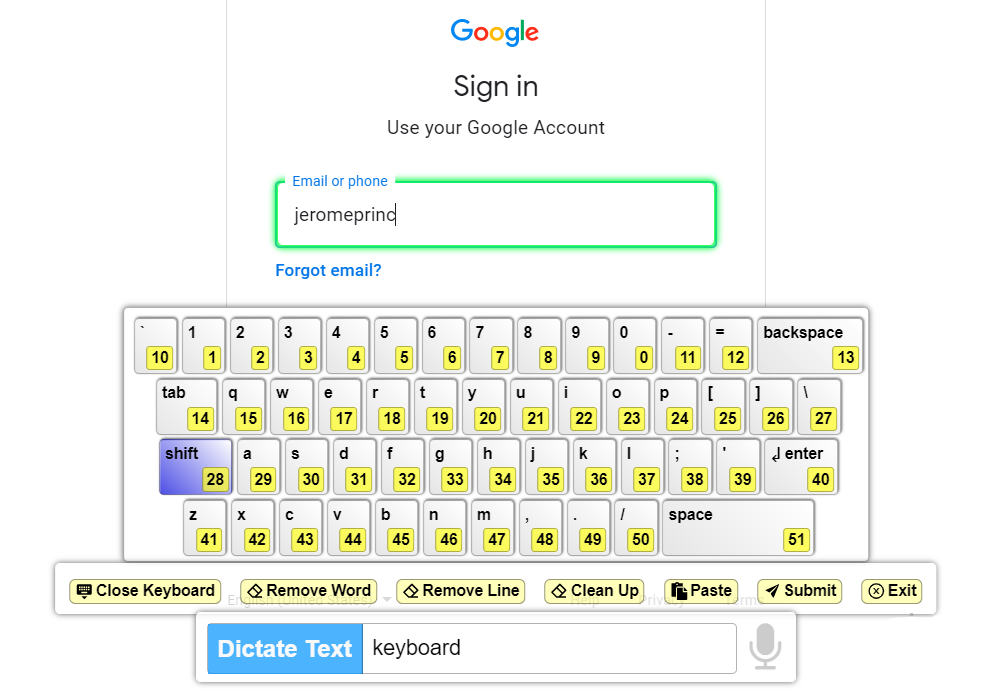 Google
Sign in
Use your Google Account
Email or phone
jeromeprinc
Forgot email?
` 10 1 1 2 2 3 3 4 4 5 5 6 6 7 7 8 8 9 9 0 0 - 11 = 12 backspace 13
tab 14 q 15 w 16 e 17 r 18 t 19 y 20 u 21 i 22 o 23 p 24 [ 25 ] 26 \ 27
shift 28 a 29 s 30 d 31 f 32 g 33 h 34 j 35 k 36 l 37 ; 38 ' 39 enter 40
z 41 x 42 c 43 v 44 b 45 n 46 m 47 , 48 . 49 / 50 space 51
Close Keyboard Remove Word Remove Line Clean Up Paste Submit Exit
English (United States) Help Privacy Terms
Dictate Text keyboard